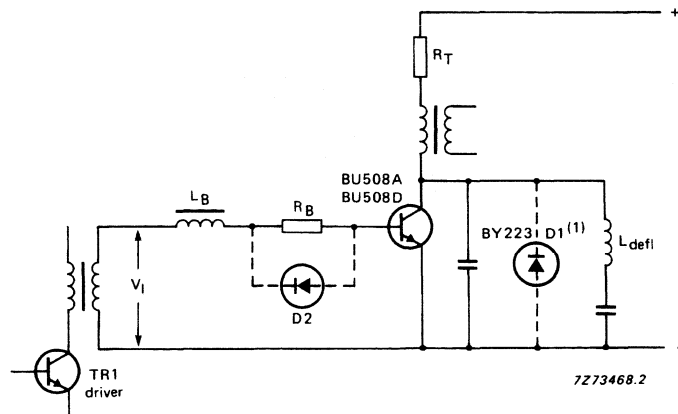 +
R_T
BU508A
BU508D
L_B
R_B
BY223 D1(1)
L_defl
V_I
D2
-
TR1
driver
7Z73468.2